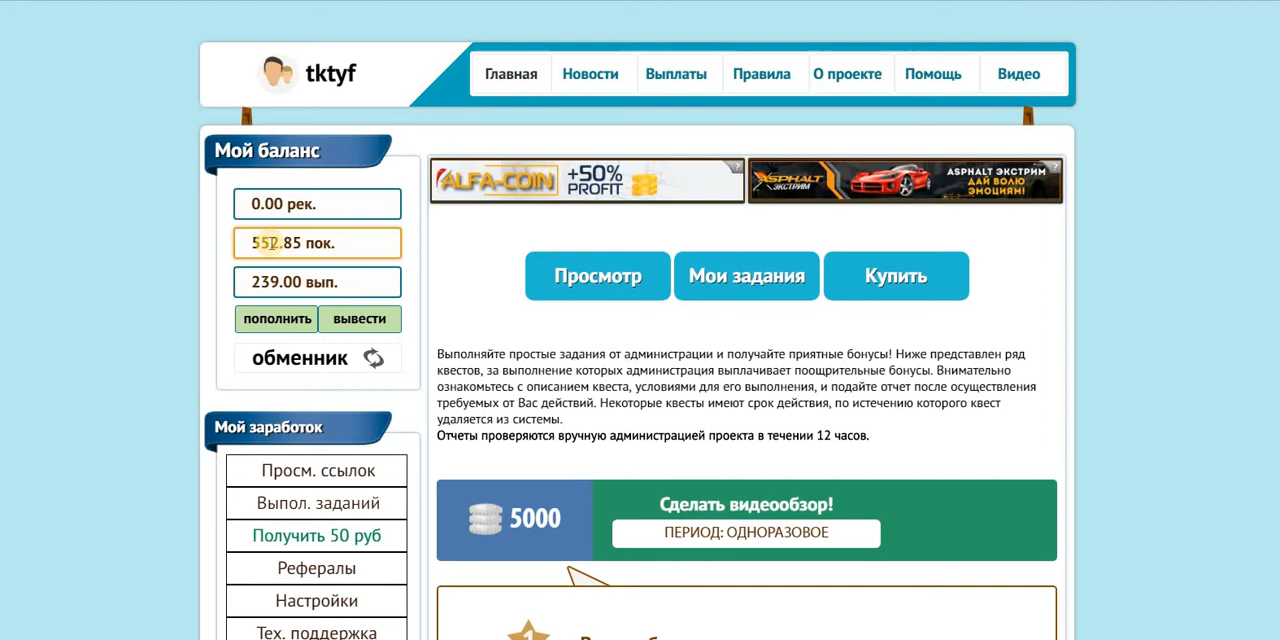 tktyf
Главная Новости Выплаты Правила О проекте Помощь Видео
Мой баланс
0.00 рек.
552.85 пок.
239.00 вып.
пополнить вывести
обменник
Мой заработок
Просм. ссылок
Выпол. заданий
Получить 50 руб
Рефералы
Настройки
Тех. поддержка
ALFA-COIN +50% PROFIT ?
ASPHALT ЭКСТРИМ
ASPHALT ЭКСТРИМ
ДАЙ ВОЛЮ
ЭМОЦИЯМ! ?
Просмотр Мои задания Купить
Выполняйте простые задания от администрации и получайте приятные бонусы! Ниже представлен ряд
квестов, за выполнение которых администрация выплачивает поощрительные бонусы. Внимательно
ознакомьтесь с описанием квеста, условиями для его выполнения, и подайте отчет после осуществления
требуемых от Вас действий. Некоторые квесты имеют срок действия, по истечению которого квест
удаляется из системы.
Отчеты проверяются вручную администрацией проекта в течении 12 часов.
5000
Сделать видеообзор!
ПЕРИОД: ОДНОРАЗОВОЕ
1